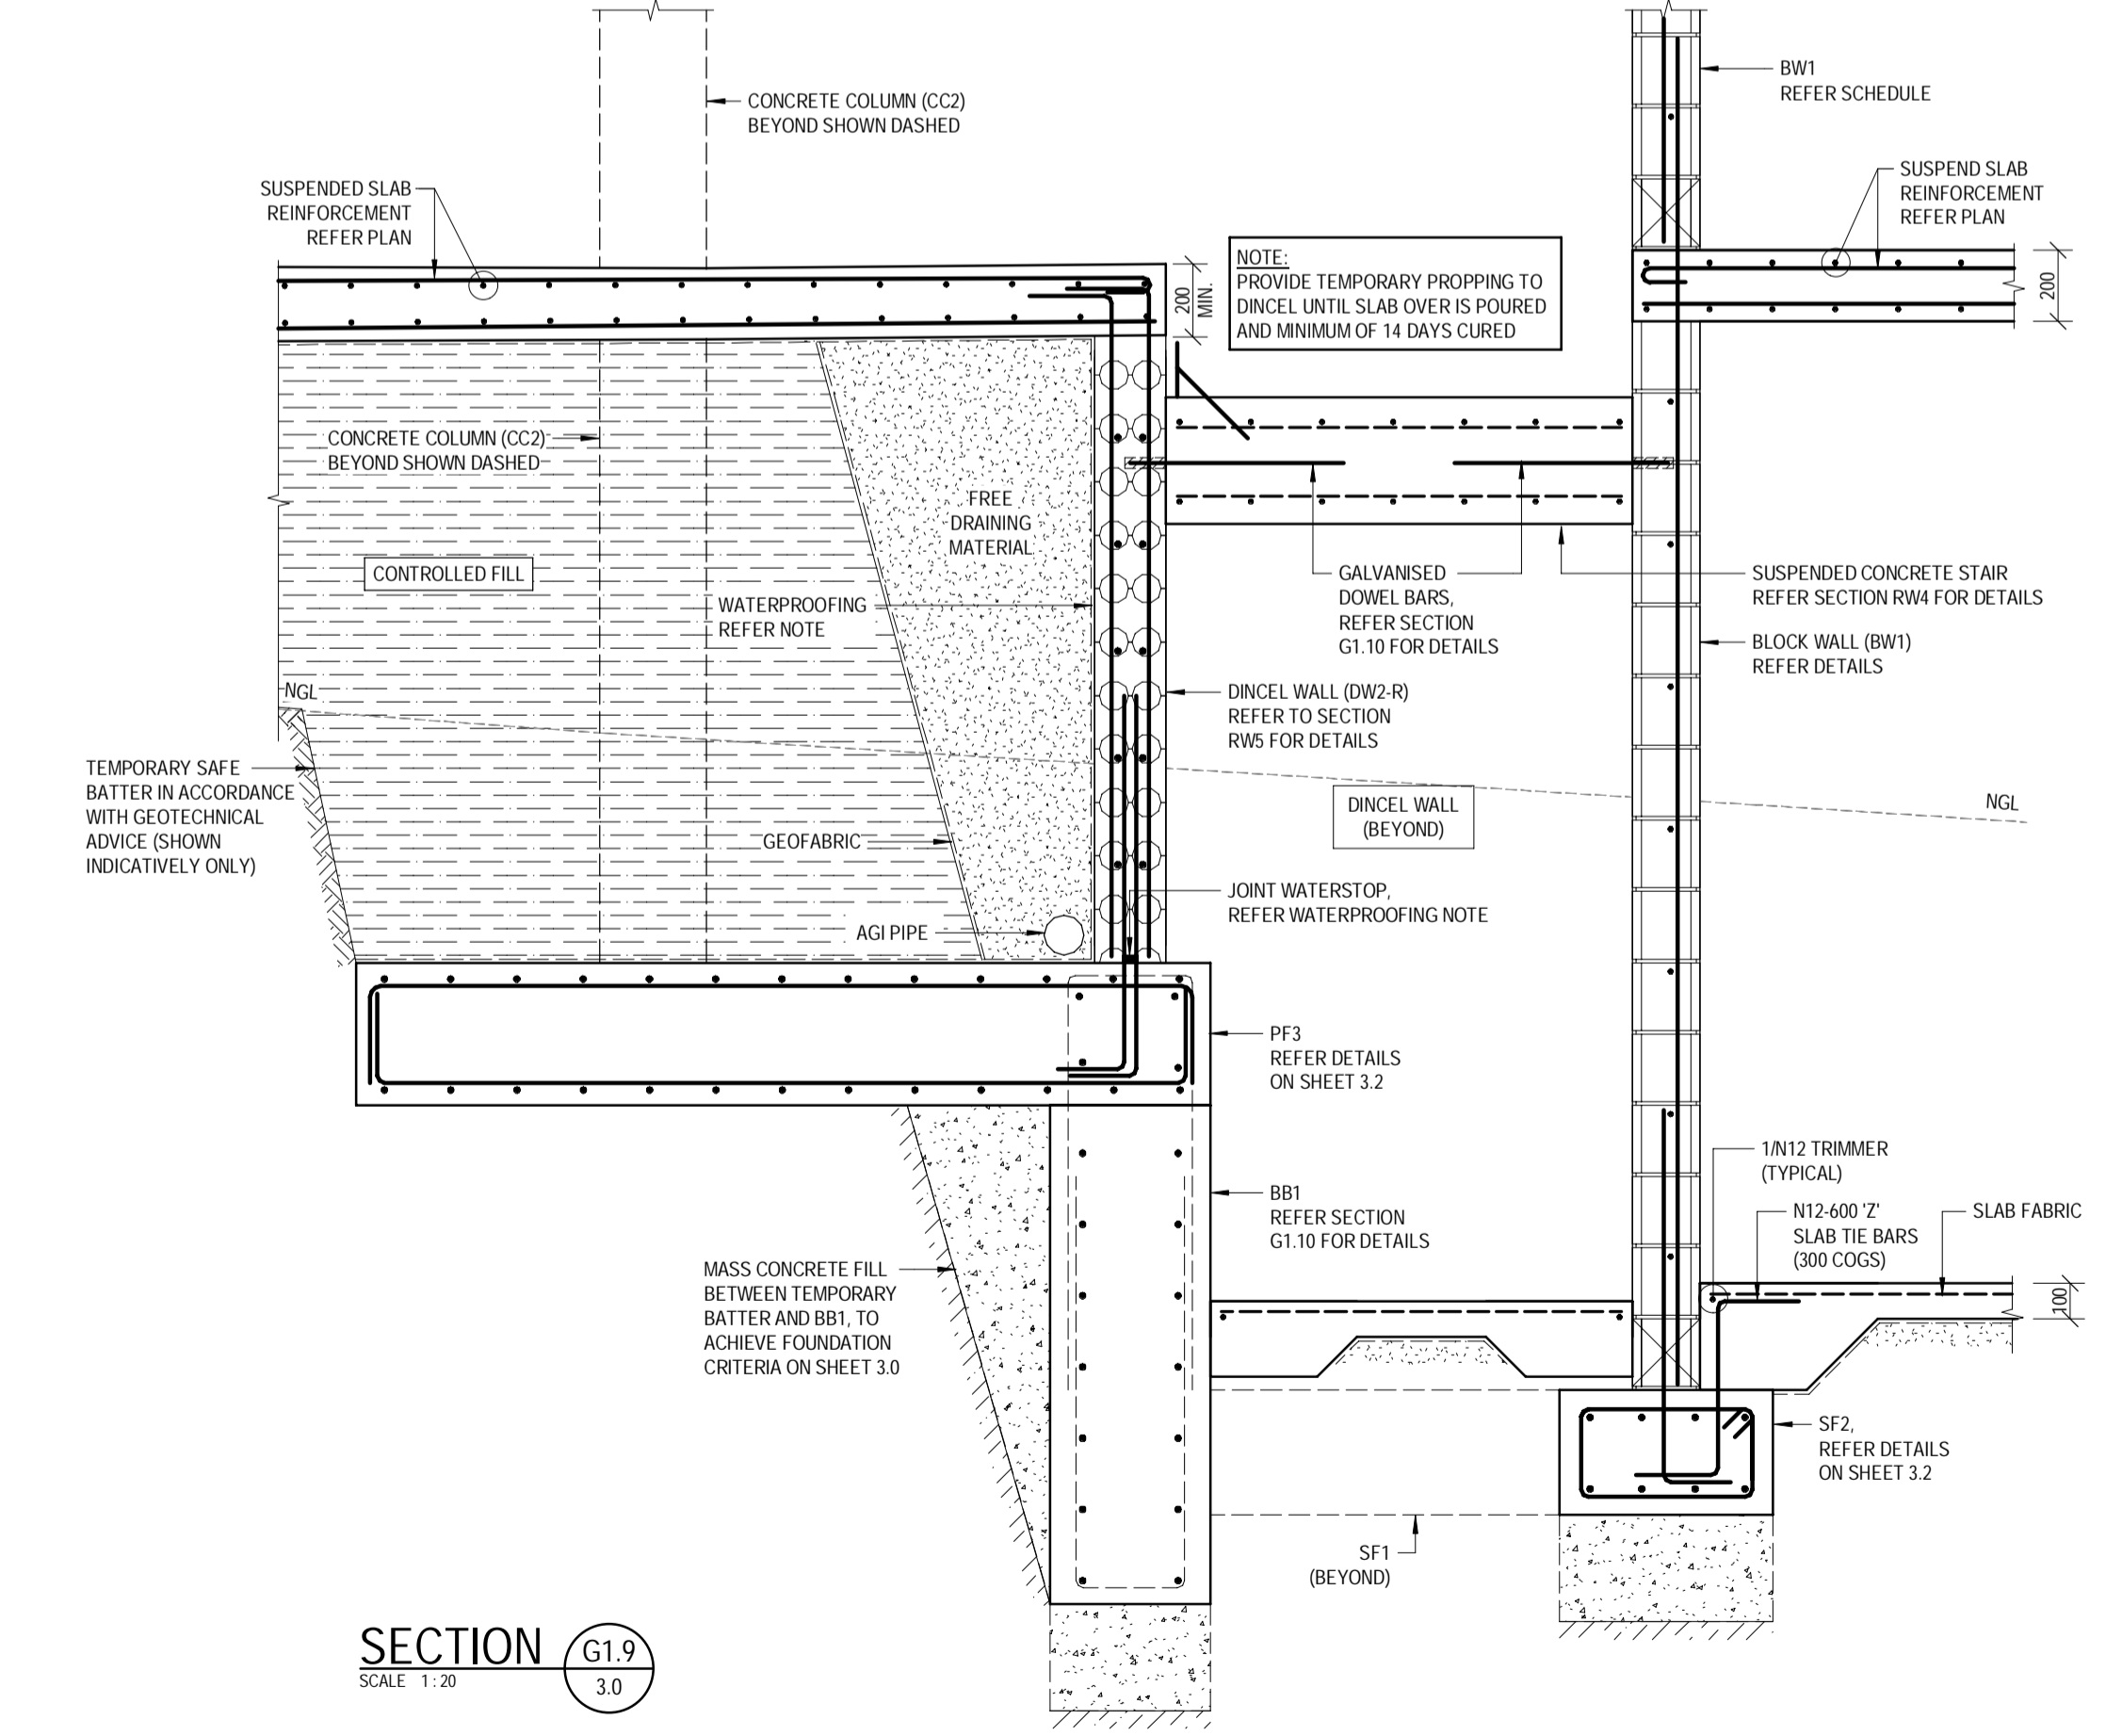 CONCRETE COLUMN (CC2)
BEYOND SHOWN DASHED
BW1
REFER SCHEDULE
SUSPENDED SLAB
REINFORCEMENT
REFER PLAN
SUSPEND SLAB
REINFORCEMENT
REFER PLAN
200
MIN.
NOTE:
PROVIDE TEMPORARY PROPPING TO
DINCEL UNTIL SLAB OVER IS POURED
AND MINIMUM OF 14 DAYS CURED
200
CONCRETE COLUMN (CC2)
BEYOND SHOWN DASHED
FREE
DRAINING
MATERIAL
CONTROLLED FILL
WATERPROOFING
REFER NOTE
GALVANISED
DOWEL BARS,
REFER SECTION
G1.10 FOR DETAILS
SUSPENDED CONCRETE STAIR
REFER SECTION RW4 FOR DETAILS
BLOCK WALL (BW1)
REFER DETAILS
NGL
DINCEL WALL (DW2-R)
REFER TO SECTION
RW5 FOR DETAILS
TEMPORARY SAFE
BATTER IN ACCORDANCE
WITH GEOTECHNICAL
ADVICE (SHOWN
INDICATIVELY ONLY)
DINCEL WALL
(BEYOND)
NGL
GEOFABRIC
JOINT WATERSTOP,
REFER WATERPROOFING NOTE
AGI PIPE
PF3
REFER DETAILS
ON SHEET 3.2
1/N12 TRIMMER
(TYPICAL)
BB1
REFER SECTION
G1.10 FOR DETAILS
N12-600 'Z'
SLAB TIE BARS
(300 COGS)
SLAB FABRIC
MASS CONCRETE FILL
BETWEEN TEMPORARY
BATTER AND BB1, TO
ACHIEVE FOUNDATION
CRITERIA ON SHEET 3.0
100
SF2,
REFER DETAILS
ON SHEET 3.2
SF1
(BEYOND)
SECTION
G1.9
SCALE 1 : 20
3.0